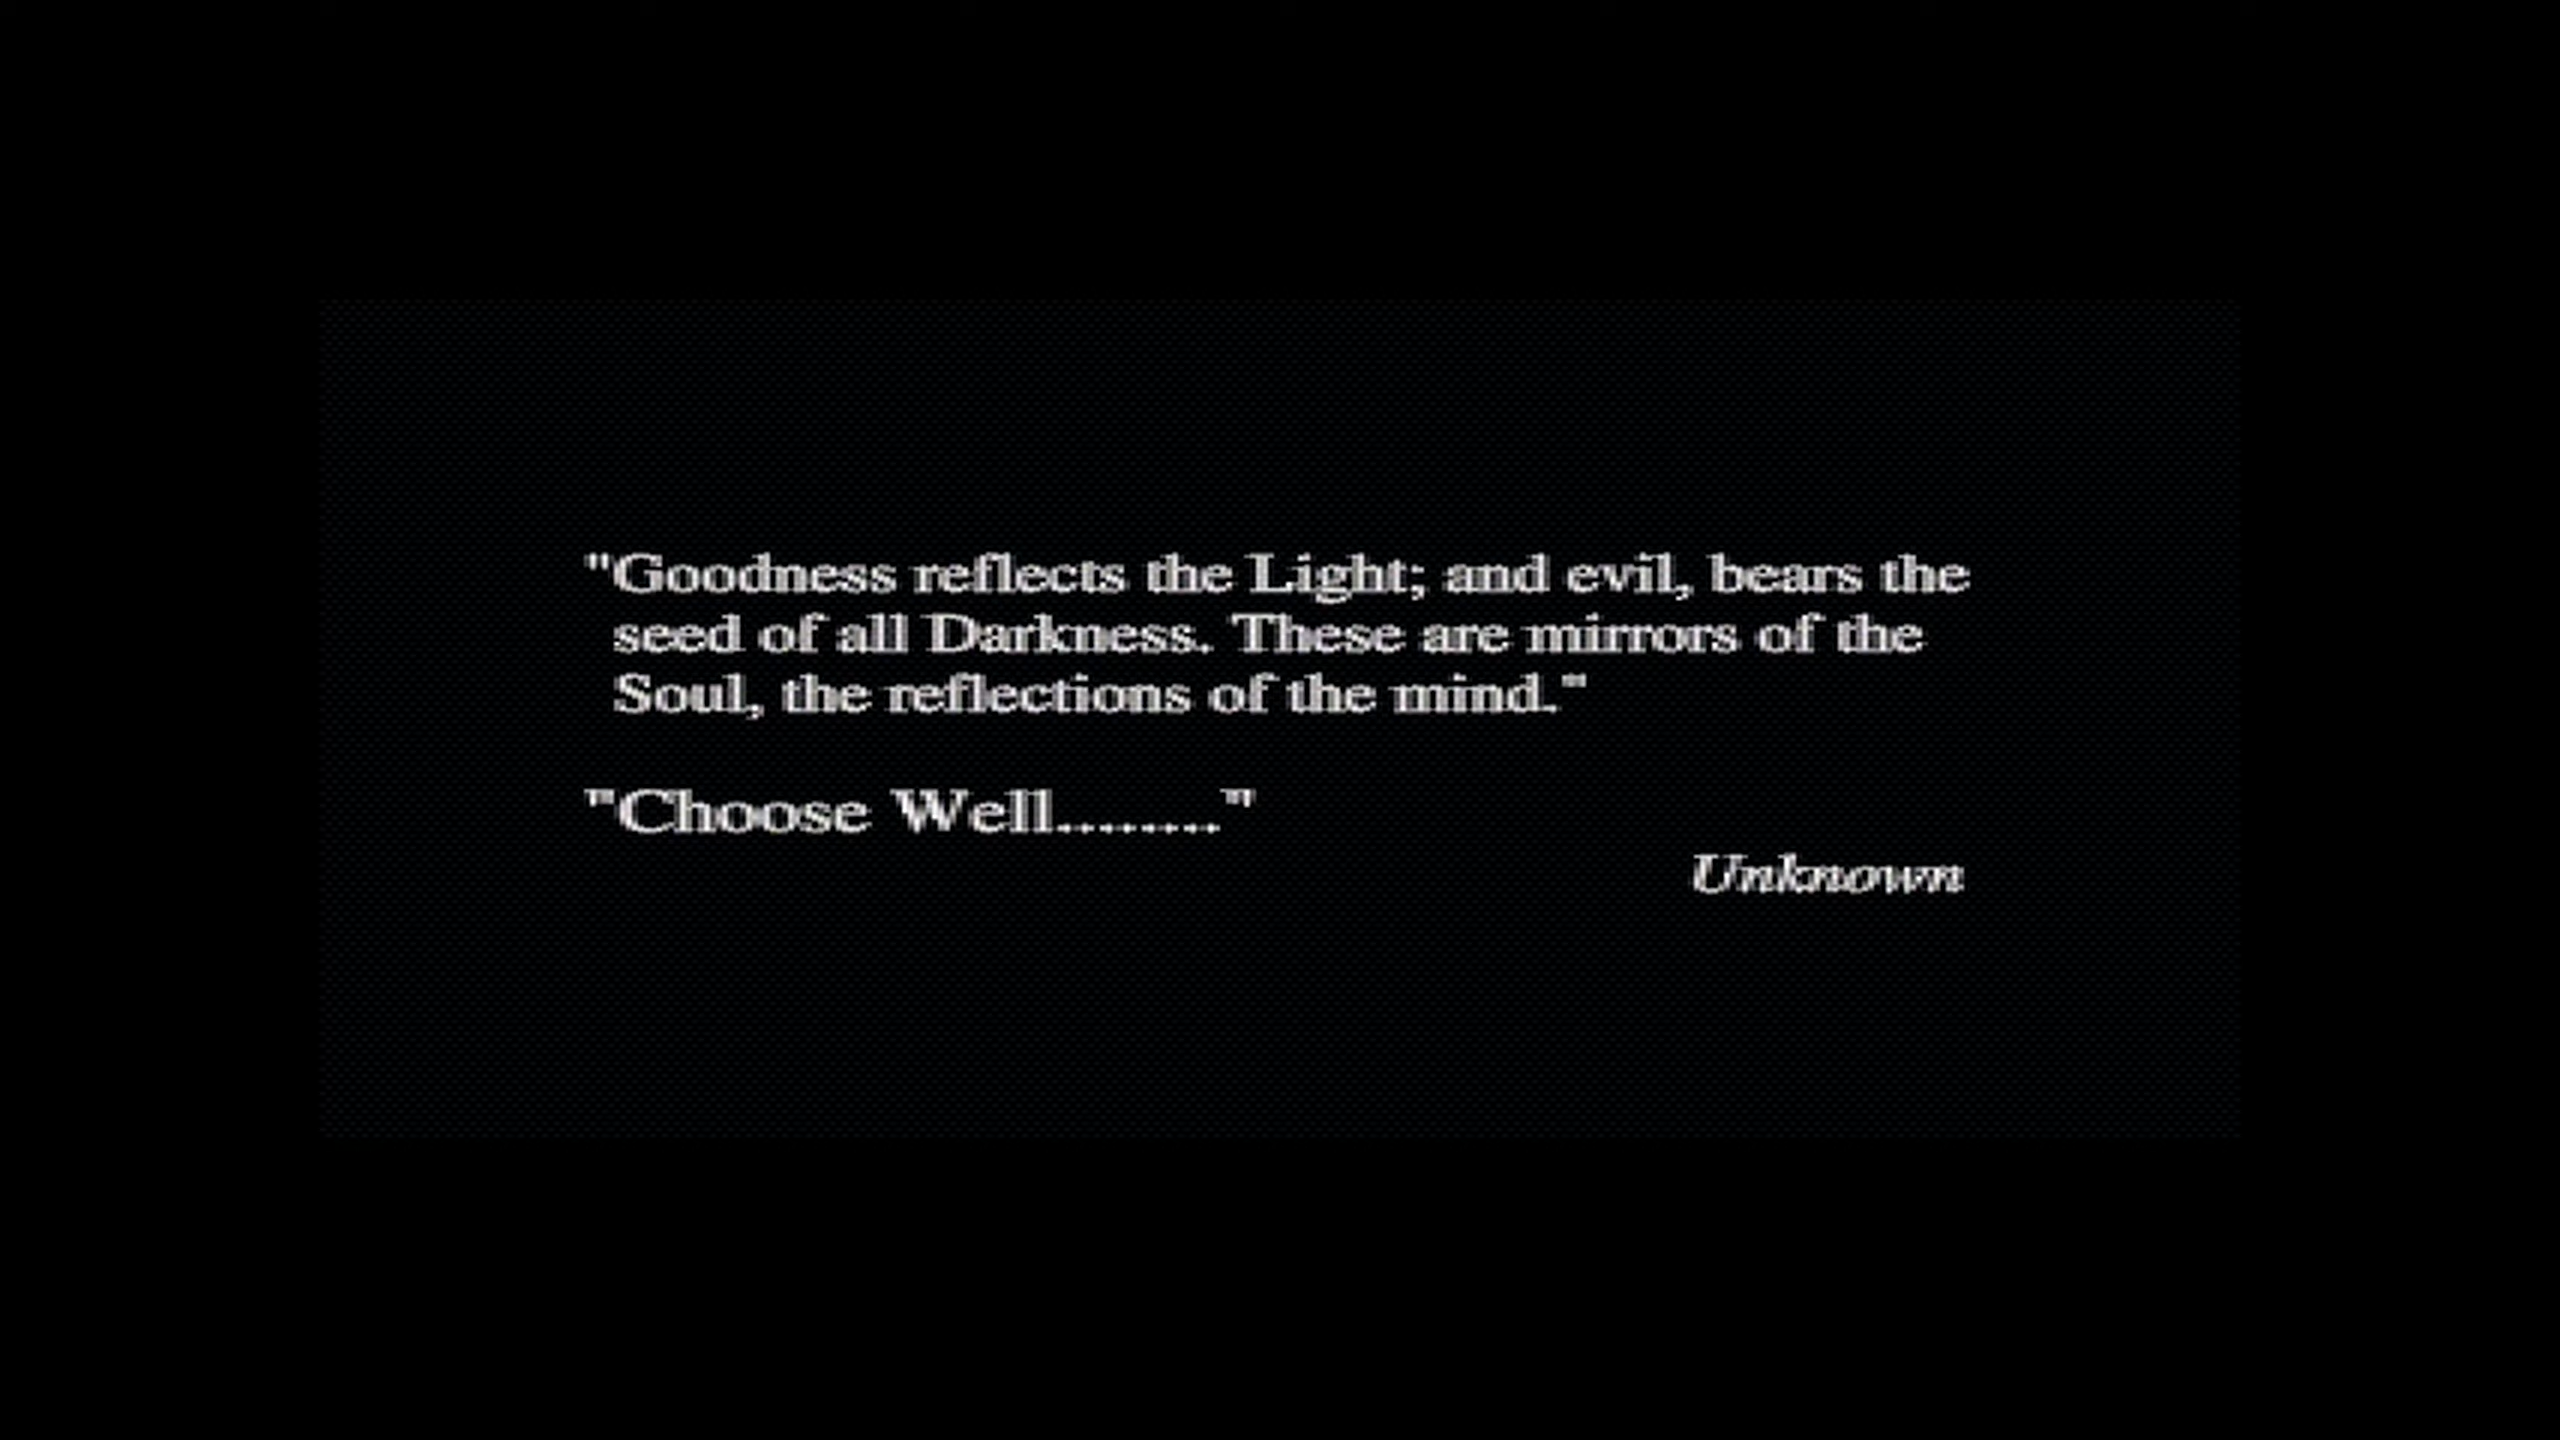 "Goodness reflects the Light; and evil, bears the
seed of all Darkness. These are mirrors of the
Soul, the reflections of the mind."
"Choose Well........"
Unknown